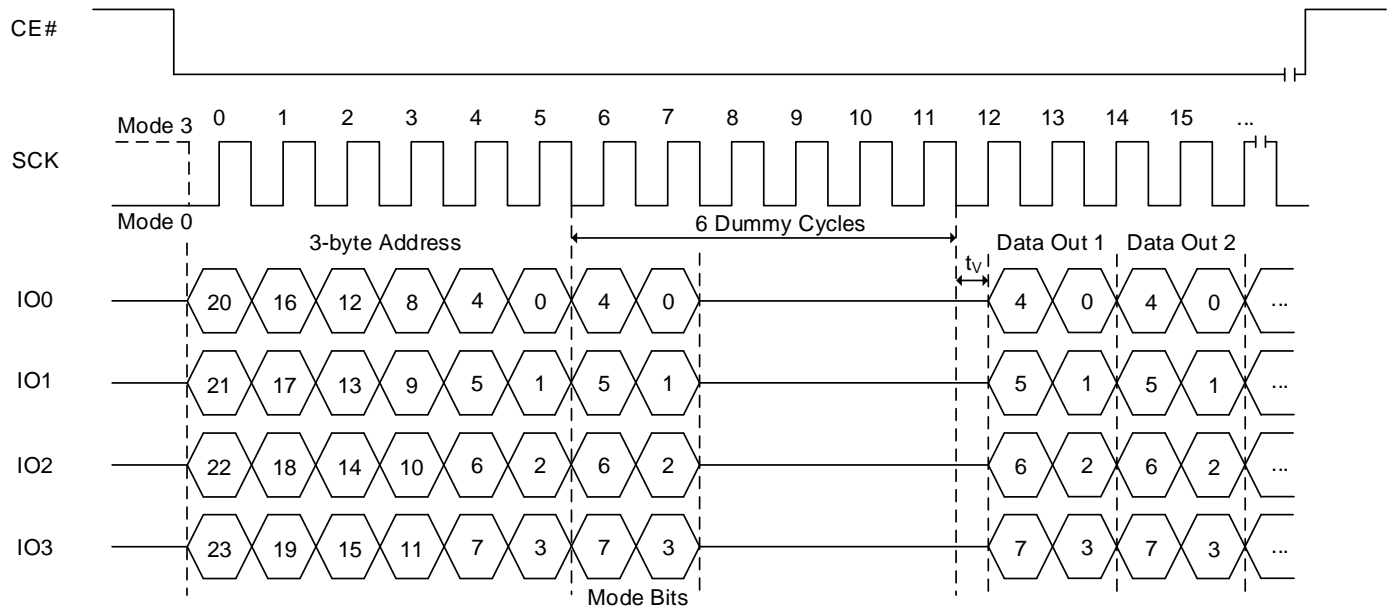 CE#
Mode 3 0 1 2 3 4 5 6 7 8 9 10 11 12 13 14 15 ...
SCK
Mode 0
6 Dummy Cycles
3-byte Address Data Out 1 Data Out 2
tV
IO0 20 16 12 8 4 0 4 0 4 0 4 0 ...
IO1 21 17 13 9 5 1 5 1 5 1 5 1 ...
IO2 22 18 14 10 6 2 6 2 6 2 6 2 ...
IO3 23 19 15 11 7 3 7 3 7 3 7 3 ...
Mode Bits